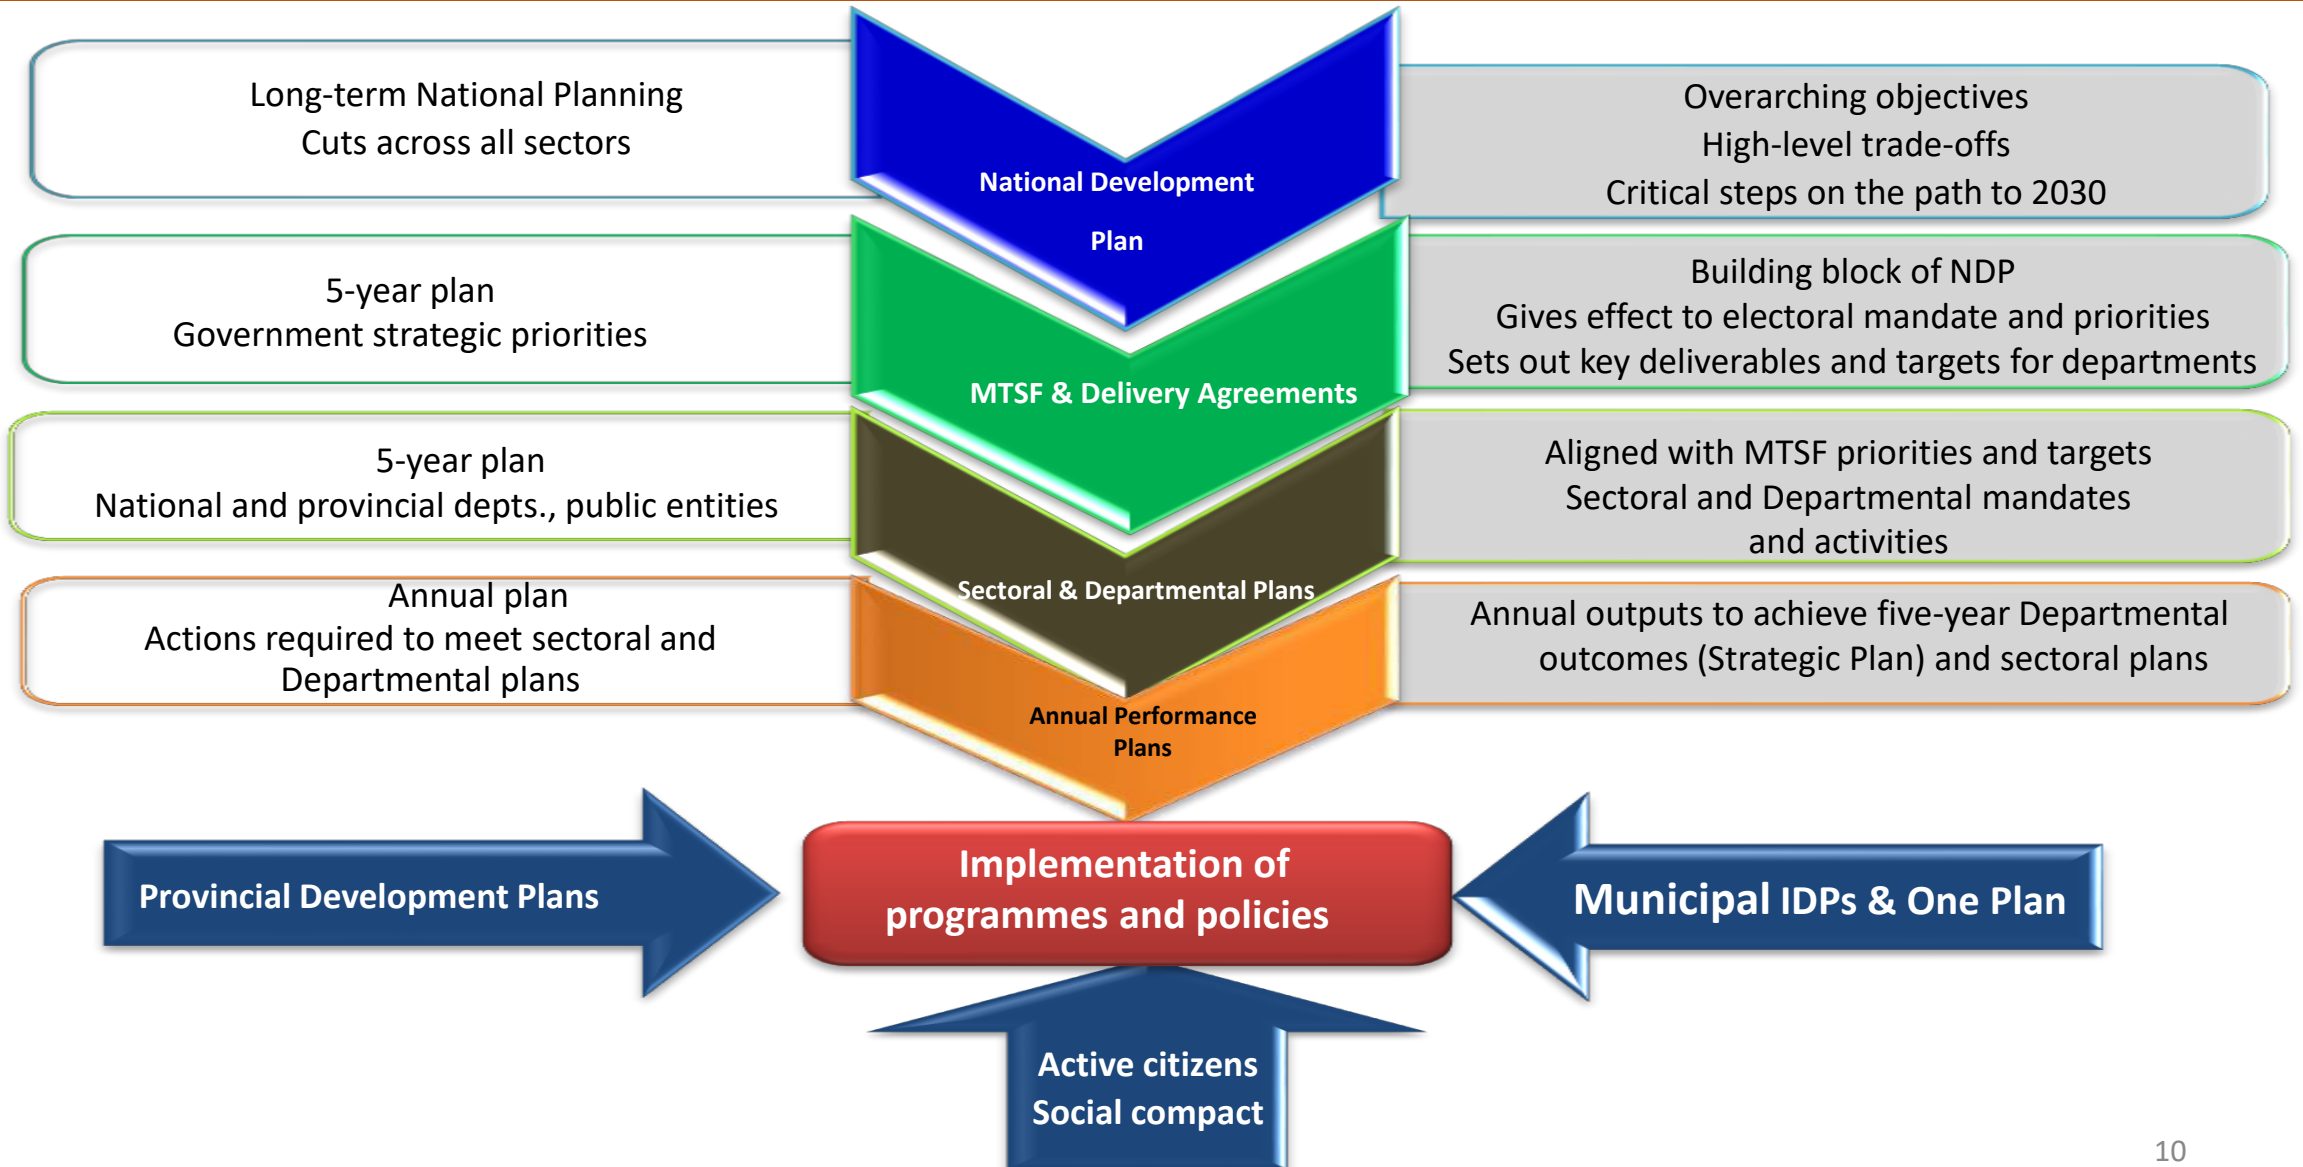 Long-term National Planning
Cuts across all sectors
National Development
Plan
Overarching objectives
High-level trade-offs
Critical steps on the path to 2030
5-year plan
Government strategic priorities
MTSF & Delivery Agreements
Building block of NDP
Gives effect to electoral mandate and priorities
Sets out key deliverables and targets for departments
5-year plan
National and provincial depts., public entities
Sectoral & Departmental Plans
Aligned with MTSF priorities and targets
Sectoral and Departmental mandates
and activities
Annual plan
Actions required to meet sectoral and
Departmental plans
Annual Performance
Plans
Annual outputs to achieve five-year Departmental
outcomes (Strategic Plan) and sectoral plans
Provincial Development Plans
Implementation of
programmes and policies
Municipal IDPs & One Plan
Active citizens
Social compact
10